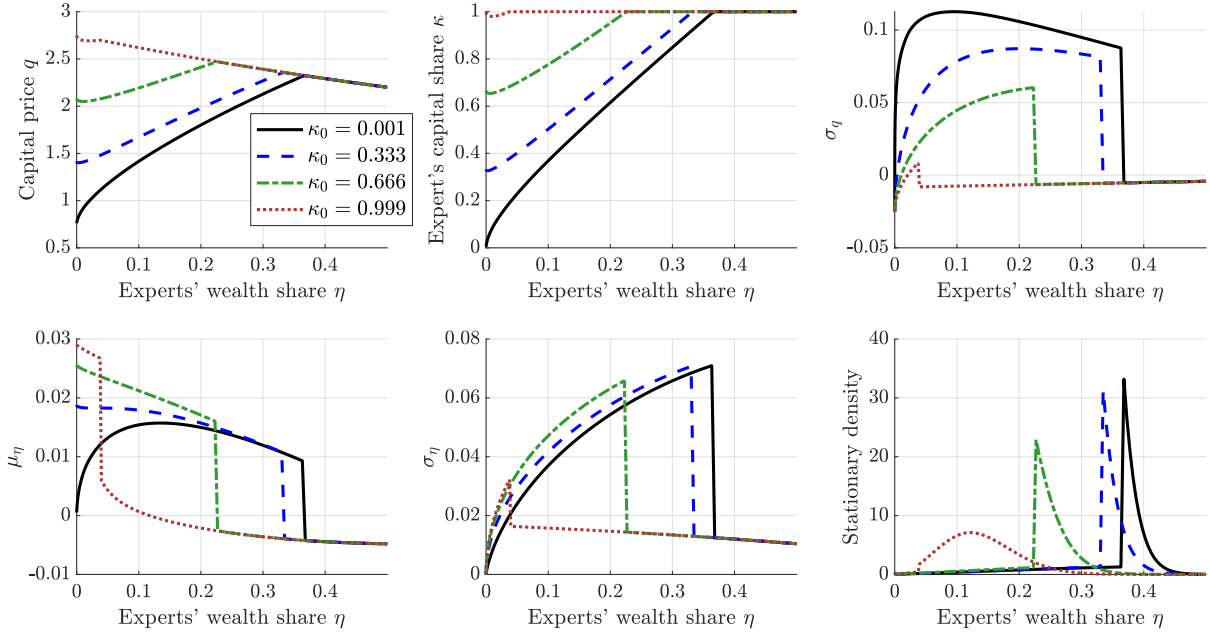 Capital price q
3.5
3
2.5
2
1.5
1
0.5
0 0.1 0.2 0.3 0.4
Experts' wealth share η
κ₀ = 0.001
κ₀ = 0.333
κ₀ = 0.666
κ₀ = 0.999
Expert's capital share κ
1
0.8
0.6
0.4
0.2
0
0 0.1 0.2 0.3 0.4
Experts' wealth share η
σ_q
0.1
0.05
0
-0.05
0 0.1 0.2 0.3 0.4
Experts' wealth share η
μ_η
0.03
0.02
0.01
0
-0.01
0 0.1 0.2 0.3 0.4
Experts' wealth share η
σ_η
0.08
0.06
0.04
0.02
0
0 0.1 0.2 0.3 0.4
Experts' wealth share η
Stationary density
40
30
20
10
0
0 0.1 0.2 0.3 0.4
Experts' wealth share η